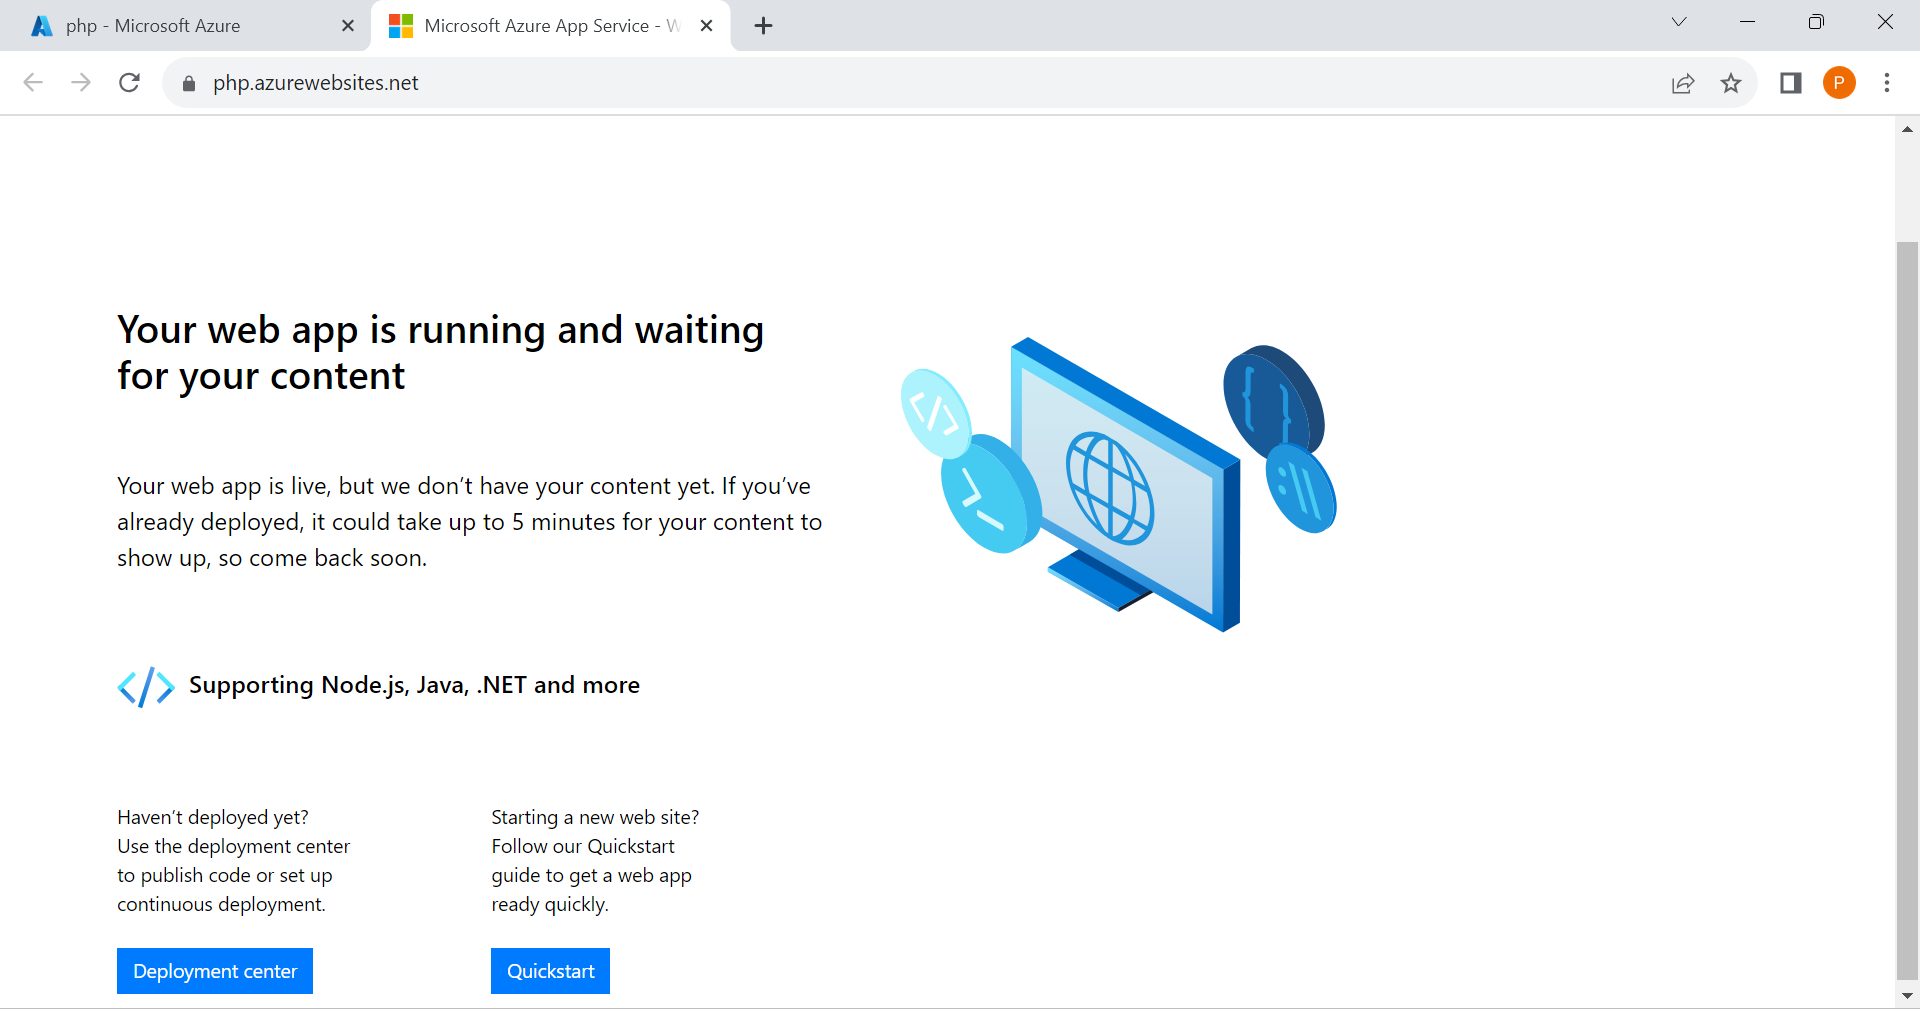 php - Microsoft Azure
Microsoft Azure App Service - W
php.azurewebsites.net
P
Your web app is running and waiting
for your content
Your web app is live, but we don’t have your content yet. If you’ve
already deployed, it could take up to 5 minutes for your content to
show up, so come back soon.
Supporting Node.js, Java, .NET and more
Haven’t deployed yet?
Use the deployment center
to publish code or set up
continuous deployment.
Deployment center
Starting a new web site?
Follow our Quickstart
guide to get a web app
ready quickly.
Quickstart